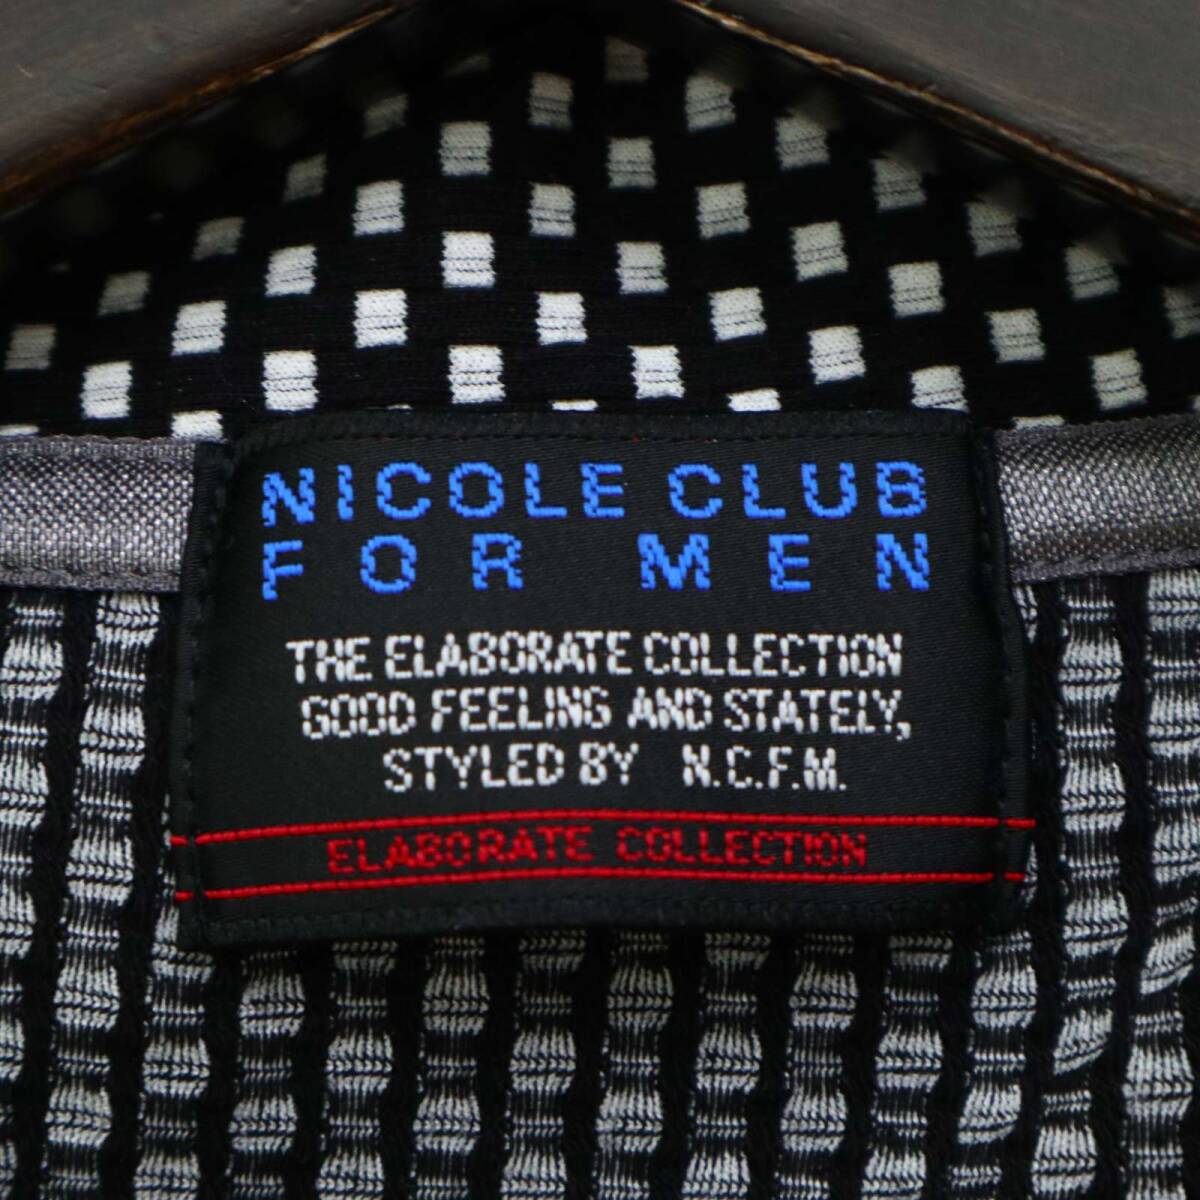 NICOLE CLUB
FOR MEN
THE ELABORATE COLLECTION
GOOD FEELING AND STATELY,
STYLED BY N.C.F.M.
ELABORATE COLLECTION